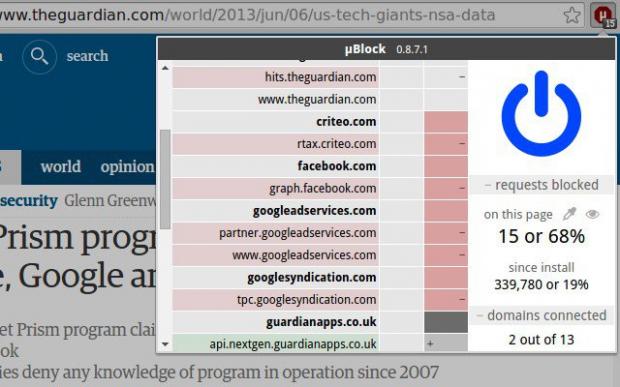 www.theguardian.com/world/2013/jun/06/us-tech-giants-nsa-data
15
µBlock 0.8.7.1
search
world opinion
security Glenn Greenw
Prism progr
e, Google an
et Prism program clai
ok
ies deny any knowledge of program in operation since 2007
hits.theguardian.com –
www.theguardian.com
criteo.com
rtax.criteo.com –
facebook.com
graph.facebook.com –
googleadservices.com
partner.googleadservices.com –
www.googleadservices.com –
googlesyndication.com
tpc.googlesyndication.com –
guardianapps.co.uk
api.nextgen.guardianapps.co.uk +
– requests blocked
on this page
15 or 68%
since install
339,780 or 19%
– domains connected
2 out of 13